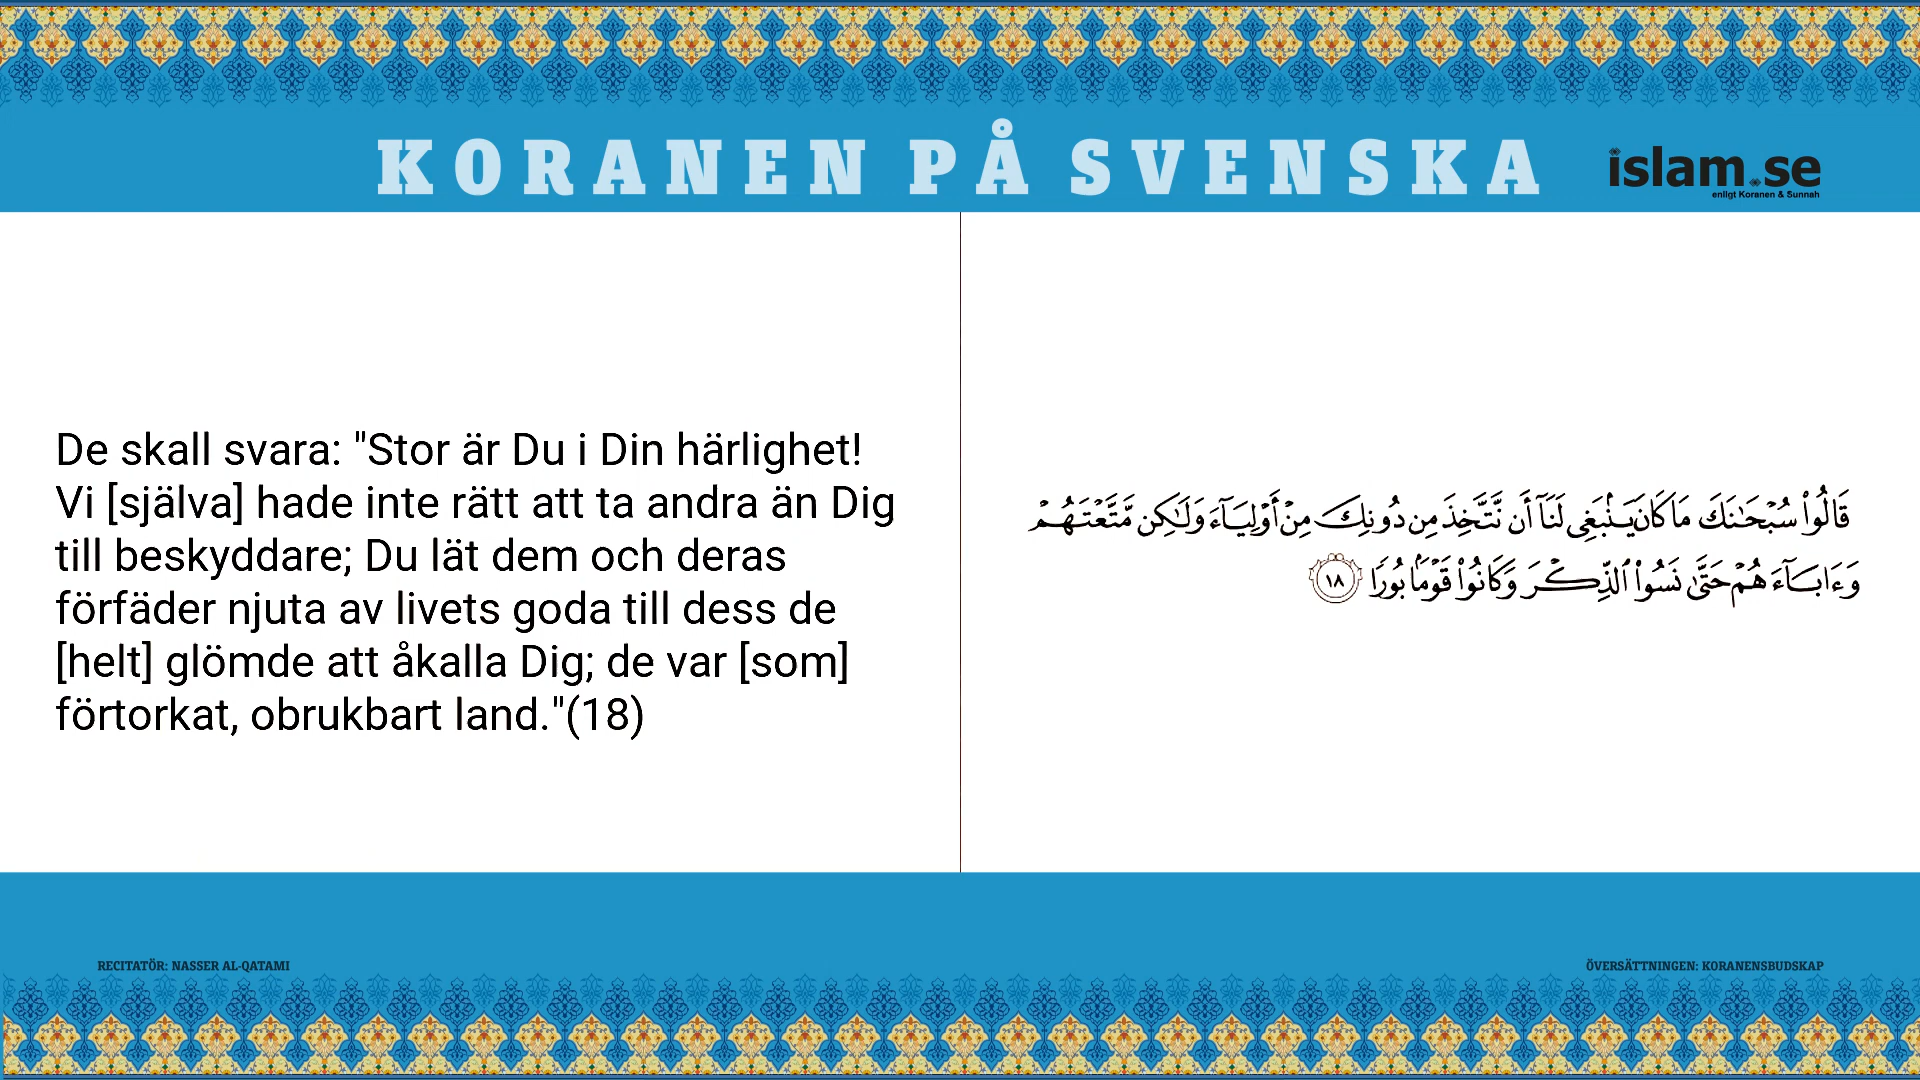 KORANEN PÅ SVENSKA
islam.se
enligt Koranen & Sunnah
De skall svara: "Stor är Du i Din härlighet!
Vi [själva] hade inte rätt att ta andra än Dig
till beskyddare; Du lät dem och deras
förfäder njuta av livets goda till dess de
[helt] glömde att åkalla Dig; de var [som]
förtorkat, obrukbart land."(18)
قَالُوا۟ سُبْحَٰنَكَ مَا كَانَ يَنۢبَغِى لَنَآ أَن نَّتَّخِذَ مِن دُونِكَ مِنْ أَوْلِيَآءَ وَلَٰكِن مَّتَّعْتَهُمْ
وَءَابَآءَهُمْ حَتَّىٰ نَسُوا۟ ٱلذِّكْرَ وَكَانُوا۟ قَوْمًۢا بُورًا ١٨
RECITATÖR: NASSER AL-QATAMI
ÖVERSÄTTNINGEN: KORANENSBUDSKAP